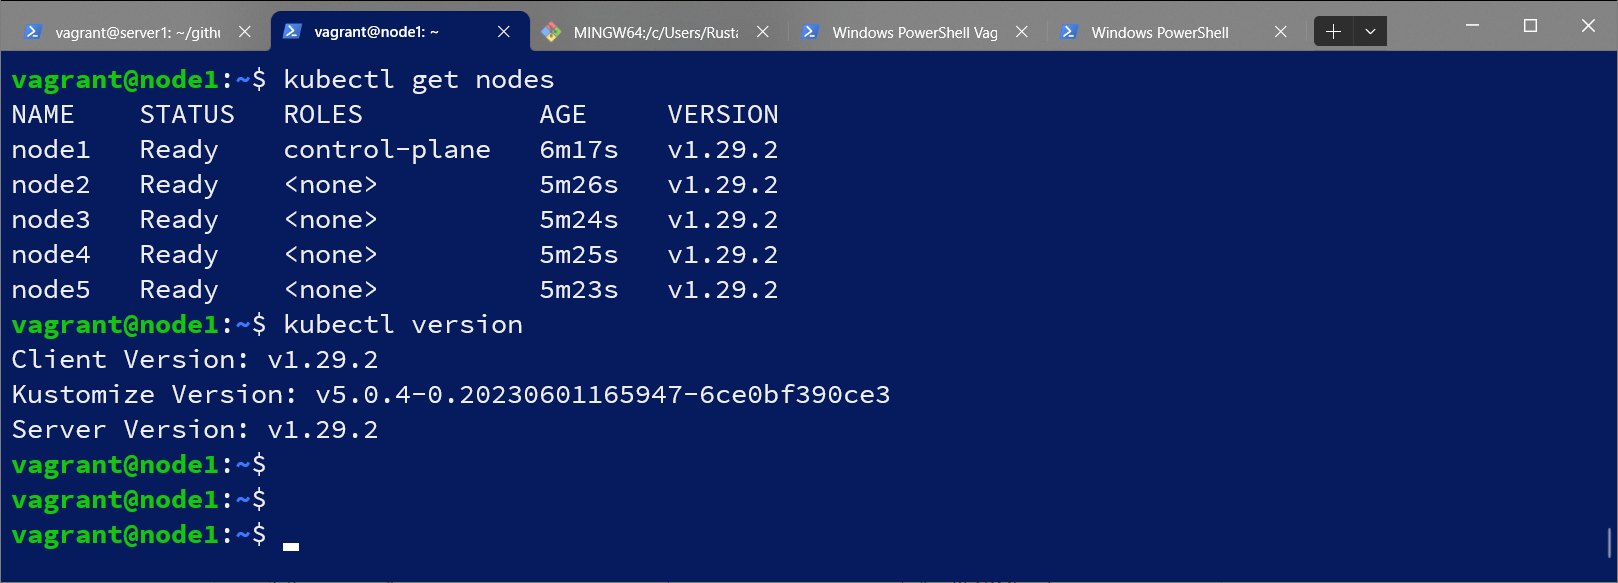 vagrant@server1: ~/githu
vagrant@node1: ~
MINGW64:/c/Users/Rusta
Windows PowerShell Vag
Windows PowerShell
vagrant@node1:~$ kubectl get nodes
NAME STATUS ROLES AGE VERSION
node1 Ready control-plane 6m17s v1.29.2
node2 Ready <none> 5m26s v1.29.2
node3 Ready <none> 5m24s v1.29.2
node4 Ready <none> 5m25s v1.29.2
node5 Ready <none> 5m23s v1.29.2
vagrant@node1:~$ kubectl version
Client Version: v1.29.2
Kustomize Version: v5.0.4-0.20230601165947-6ce0bf390ce3
Server Version: v1.29.2
vagrant@node1:~$
vagrant@node1:~$
vagrant@node1:~$